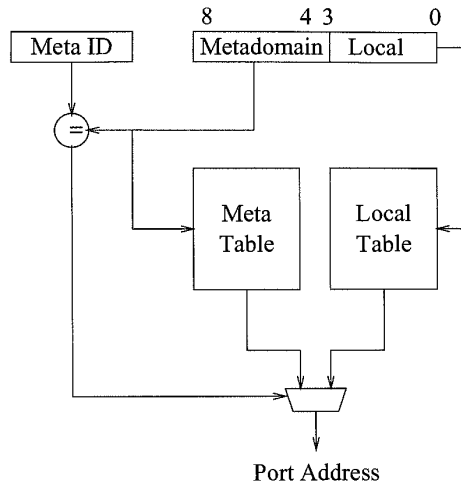 8 4 3 0
Meta ID Metadomain Local
=
Meta Local
Table Table
Port Address